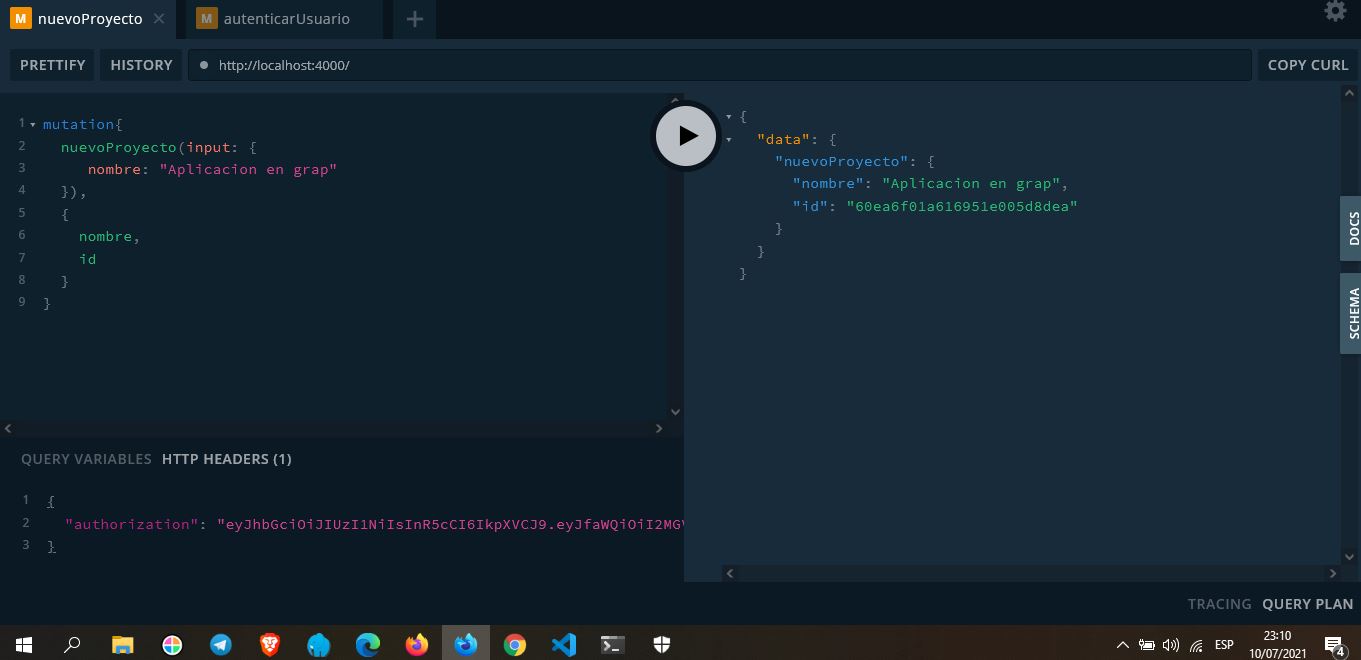 M nuevoProyecto
M autenticarUsuario
PRETTIFY HISTORY http://localhost:4000/ COPY CURL
1 mutation{
2 nuevoProyecto(input: {
3 nombre: "Aplicacion en grap"
4 }),
5 {
6 nombre,
7 id
8 }
9 }
{
"data": {
"nuevoProyecto": {
"nombre": "Aplicacion en grap",
"id": "60ea6f01a616951e005d8dea"
}
}
}
DOCS
SCHEMA
QUERY VARIABLES HTTP HEADERS (1)
1 {
2 "authorization": "eyJhbGciOiJIUzI1NiIsInR5cCI6IkpXVCJ9.eyJfaWQiOiI2MGV
3 }
TRACING QUERY PLAN
ESP
23:10
10/07/2021
4